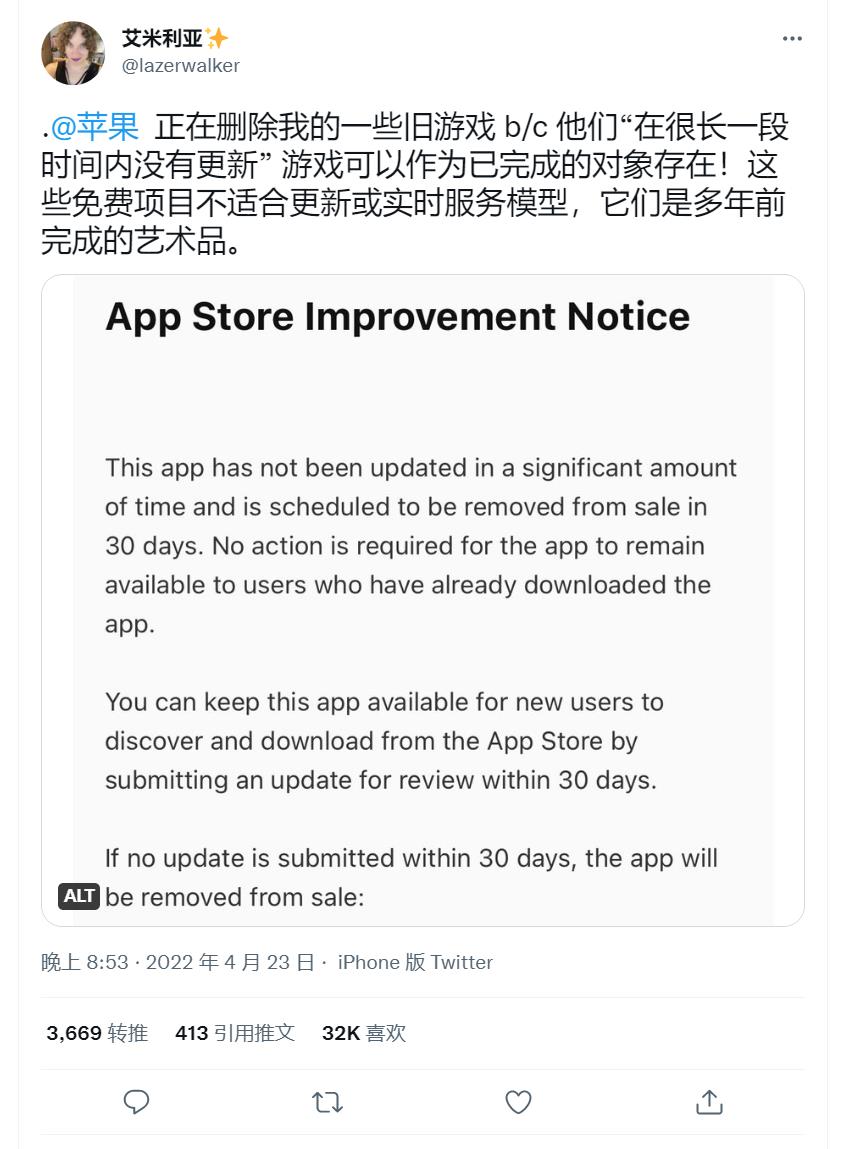 艾米利亚✨
@lazerwalker
.@苹果 正在删除我的一些旧游戏 b/c 他们“在很长一段
时间内没有更新” 游戏可以作为已完成的对象存在！这
些免费项目不适合更新或实时服务模型，它们是多年前
完成的艺术品。
App Store Improvement Notice
This app has not been updated in a significant amount
of time and is scheduled to be removed from sale in
30 days. No action is required for the app to remain
available to users who have already downloaded the
app.
You can keep this app available for new users to
discover and download from the App Store by
submitting an update for review within 30 days.
If no update is submitted within 30 days, the app will
ALT be removed from sale:
晚上 8:53 · 2022 年 4 月 23 日 · iPhone 版 Twitter
3,669 转推 413 引用推文 32K 喜欢